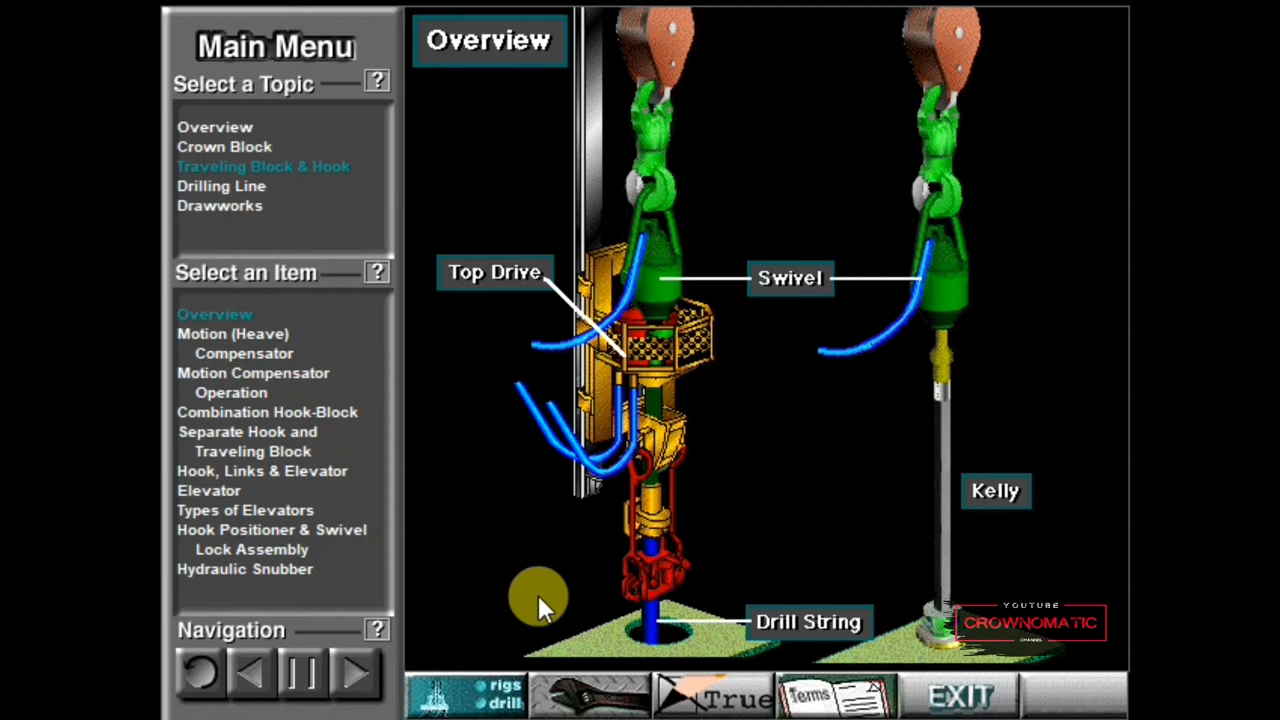 Main Menu
Select a Topic ?
Overview
Crown Block
Traveling Block & Hook
Drilling Line
Drawworks
Select an Item ?
Overview
Motion (Heave)
Compensator
Motion Compensator
Operation
Combination Hook-Block
Separate Hook and
Traveling Block
Hook, Links & Elevator
Elevator
Types of Elevators
Hook Positioner & Swivel
Lock Assembly
Hydraulic Snubber
Navigation ?
Overview
Top Drive
Swivel
Kelly
Drill String
YOUTUBE
CROWNOMATIC
CHANNEL
rigs
drill
True
Terms
EXIT